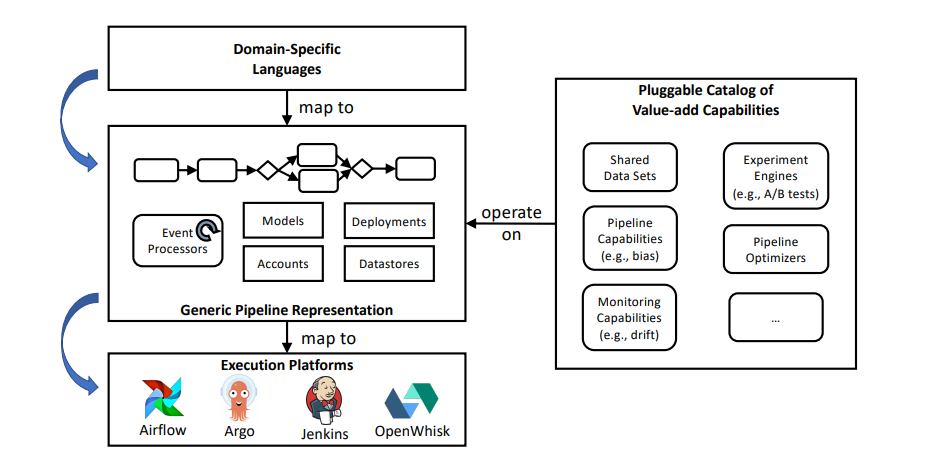 Domain-Specific
Languages
map to
Event
Processors
Models
Deployments
Accounts
Datastores
Generic Pipeline Representation
map to
Execution Platforms
Airflow
Argo
Jenkins
OpenWhisk
operate
on
Pluggable Catalog of
Value-add Capabilities
Shared
Data Sets
Experiment
Engines
(e.g., A/B tests)
Pipeline
Capabilities
(e.g., bias)
Pipeline
Optimizers
Monitoring
Capabilities
(e.g., drift)
...